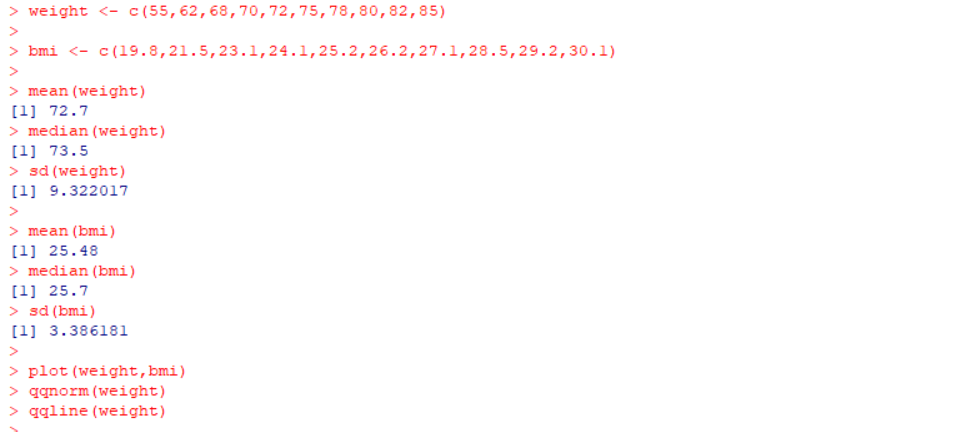 > weight <- c(55,62,68,70,72,75,78,80,82,85)
>
> bmi <- c(19.8,21.5,23.1,24.1,25.2,26.2,27.1,28.5,29.2,30.1)
>
> mean(weight)
[1] 72.7
> median(weight)
[1] 73.5
> sd(weight)
[1] 9.322017
>
> mean(bmi)
[1] 25.48
> median(bmi)
[1] 25.7
> sd(bmi)
[1] 3.386181
>
> plot(weight,bmi)
> qqnorm(weight)
> qqline(weight)
>